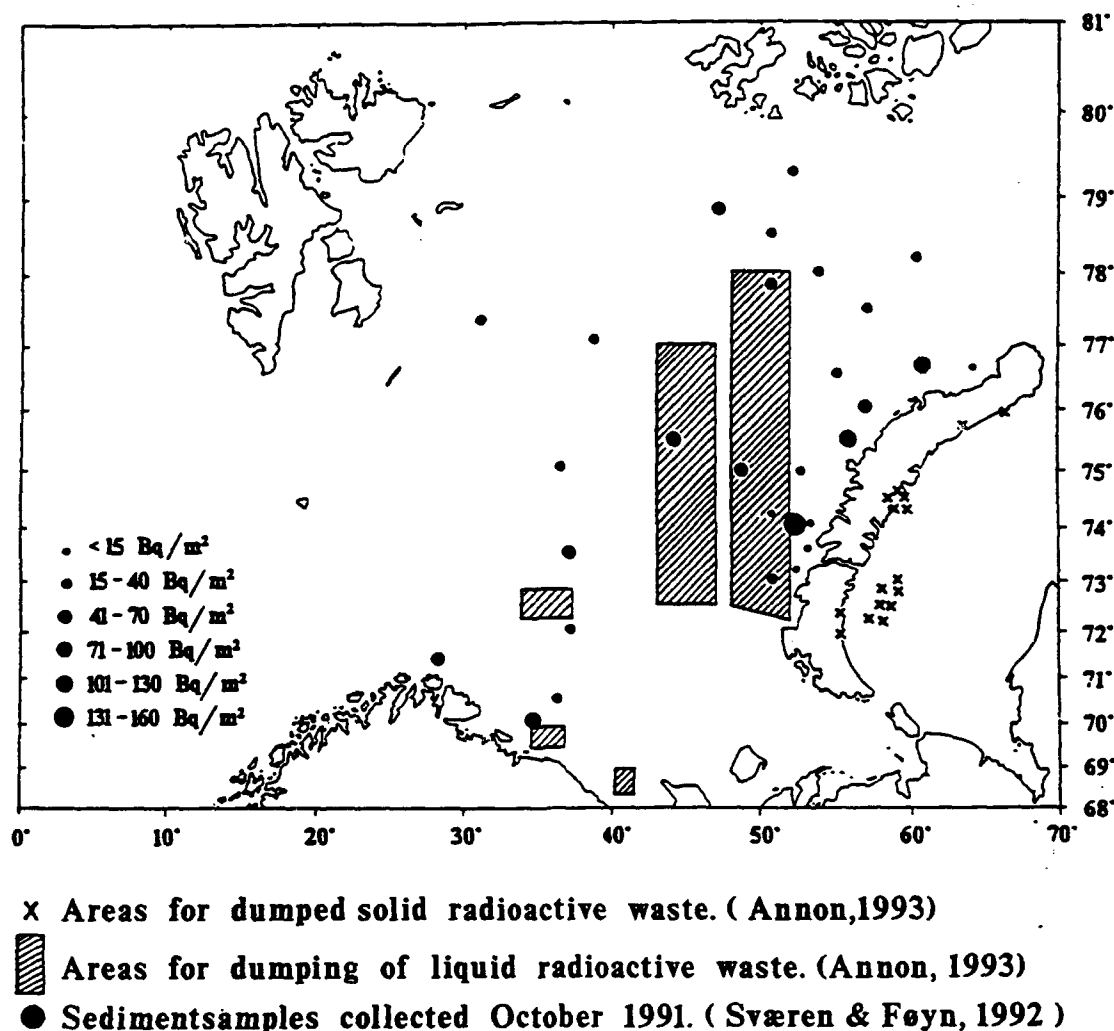 81°
80°
79°
78°
77°
76°
75°
74°
73°
72°
71°
70°
69°
68°
< 15 Bq/m²
15-40 Bq/m²
41-70 Bq/m²
71-100 Bq/m²
101-130 Bq/m²
131-160 Bq/m²
0° 10° 20° 30° 40° 50° 60° 70°
x Areas for dumped solid radioactive waste. ( Annon,1993)
Areas for dumping of liquid radioactive waste. (Annon, 1993)
Sedimentsamples collected October 1991. ( Sværen & Føyn, 1992 )